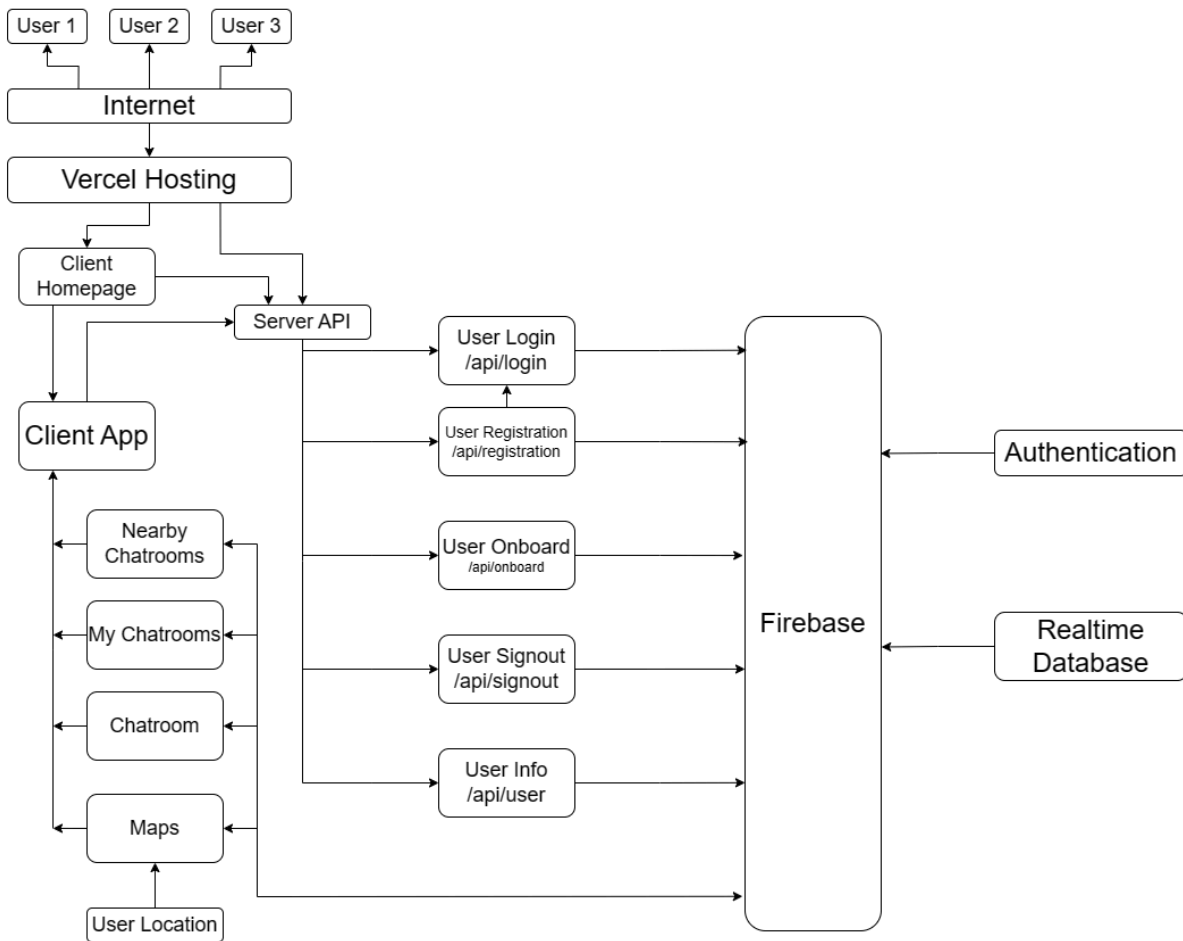 User 1
User 2
User 3
Internet
Vercel Hosting
Client
Homepage
Server API
User Login
/api/login
Client App
User Registration
/api/registration
Authentication
Nearby
Chatrooms
User Onboard
/api/onboard
Firebase
My Chatrooms
User Signout
/api/signout
Realtime
Database
Chatroom
User Info
/api/user
Maps
User Location